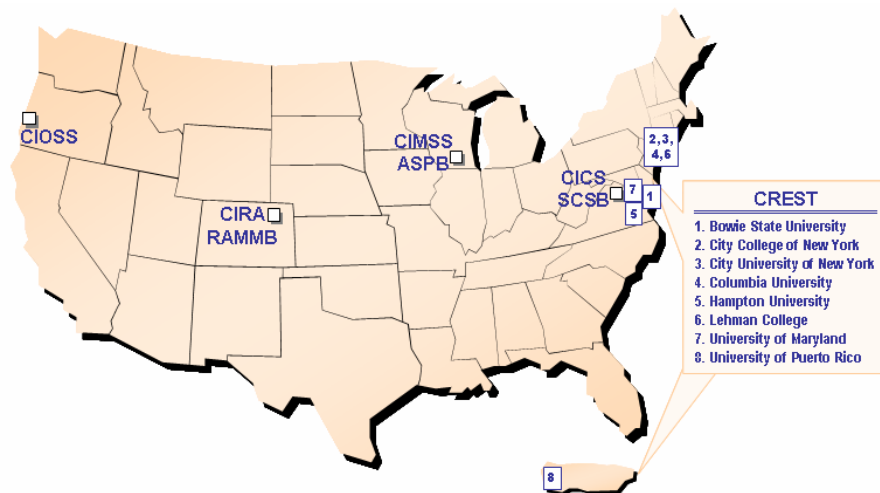 CIOSS
CIMSS
ASPB
CIRA
RAMMB
CICS
SCSB
2,3,
4,6
7
1
5
CREST
1. Bowie State University
2. City College of New York
3. City University of New York
4. Columbia University
5. Hampton University
6. Lehman College
7. University of Maryland
8. University of Puerto Rico
8